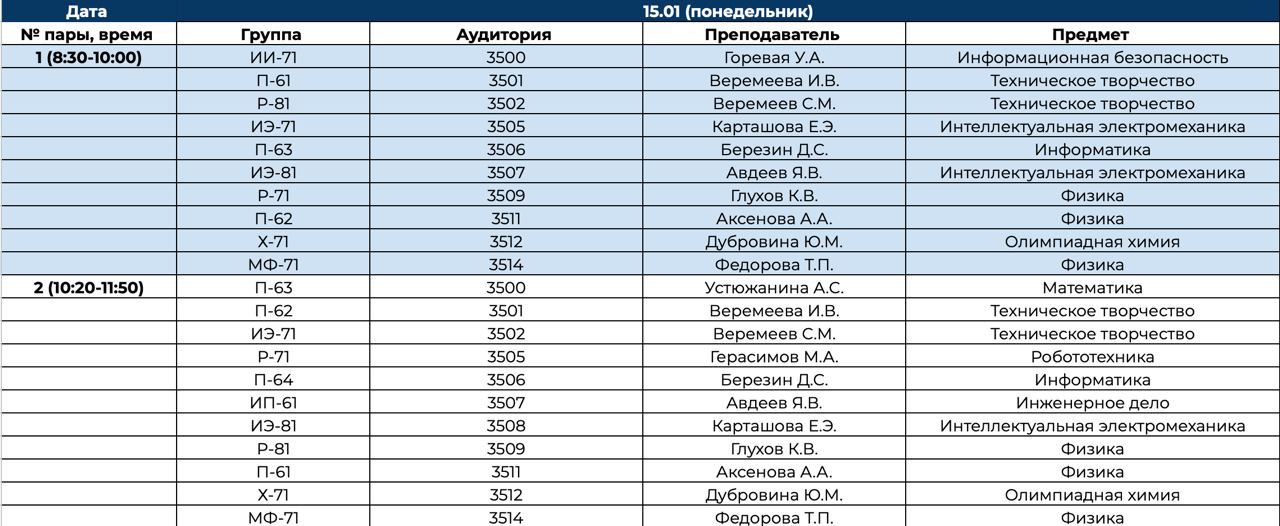 Дата 15.01 (понедельник)
№ пары, время Группа Аудитория Преподаватель Предмет
1 (8:30-10:00) ИИ-71 3500 Горевая У.А. Информационная безопасность
П-61 3501 Веремеева И.В. Техническое творчество
Р-81 3502 Веремеев С.М. Техническое творчество
ИЭ-71 3505 Карташова Е.Э. Интеллектуальная электромеханика
П-63 3506 Березин Д.С. Информатика
ИЭ-81 3507 Авдеев Я.В. Интеллектуальная электромеханика
Р-71 3509 Глухов К.В. Физика
П-62 3511 Аксенова А.А. Физика
Х-71 3512 Дубровина Ю.М. Олимпиадная химия
МФ-71 3514 Федорова Т.П. Физика
2 (10:20-11:50) П-63 3500 Устюжанина А.С. Математика
П-62 3501 Веремеева И.В. Техническое творчество
ИЭ-71 3502 Веремеев С.М. Техническое творчество
Р-71 3505 Герасимов М.А. Робототехника
П-64 3506 Березин Д.С. Информатика
ИП-61 3507 Авдеев Я.В. Инженерное дело
ИЭ-81 3508 Карташова Е.Э. Интеллектуальная электромеханика
Р-81 3509 Глухов К.В. Физика
П-61 3511 Аксенова А.А. Физика
Х-71 3512 Дубровина Ю.М. Олимпиадная химия
МФ-71 3514 Федорова Т.П. Физика